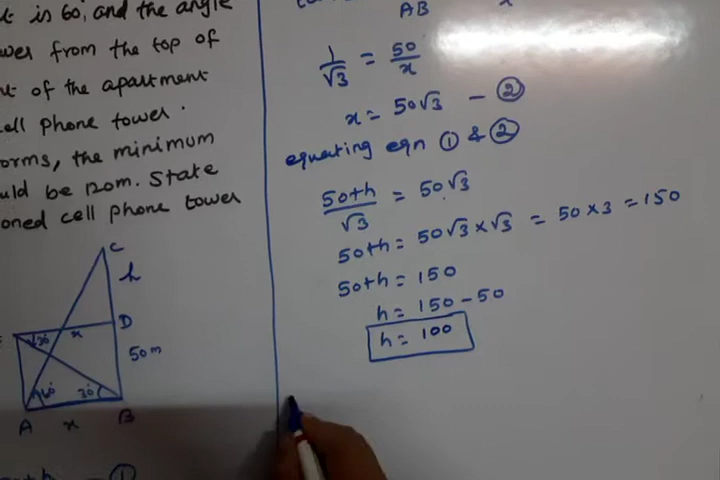 t is 60°, and the angle
wer from the top of
of the apartment
cell phone tower.
orms, the minimum
uld be 120m. State
oned cell phone tower
C
h
30° x D
50m
60° 30°
A x B
①
AB x
1/√3 = 50/x
x = 50√3 - ②
equating eqn ① & ②
50+h/√3 = 50√3
50+h = 50√3×√3 = 50×3 = 150
50+h = 150
h = 150-50
h = 100